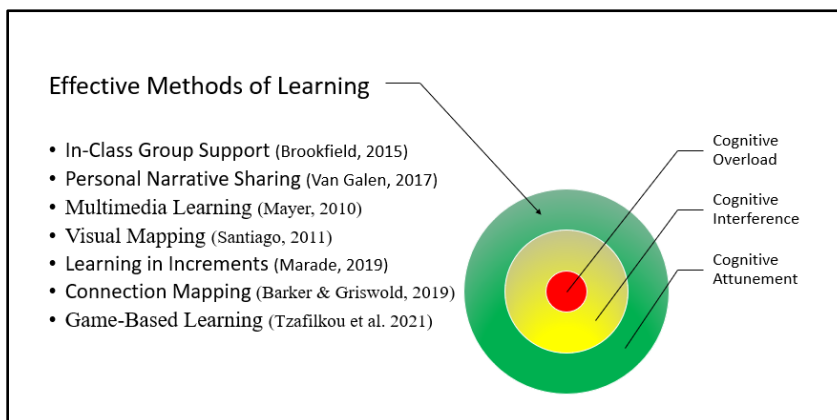 Effective Methods of Learning
• In-Class Group Support (Brookfield, 2015)
• Personal Narrative Sharing (Van Galen, 2017)
• Multimedia Learning (Mayer, 2010)
• Visual Mapping (Santiago, 2011)
• Learning in Increments (Marade, 2019)
• Connection Mapping (Barker & Griswold, 2019)
• Game-Based Learning (Tzafilkou et al. 2021)
Cognitive
Overload
Cognitive
Interference
Cognitive
Attunement